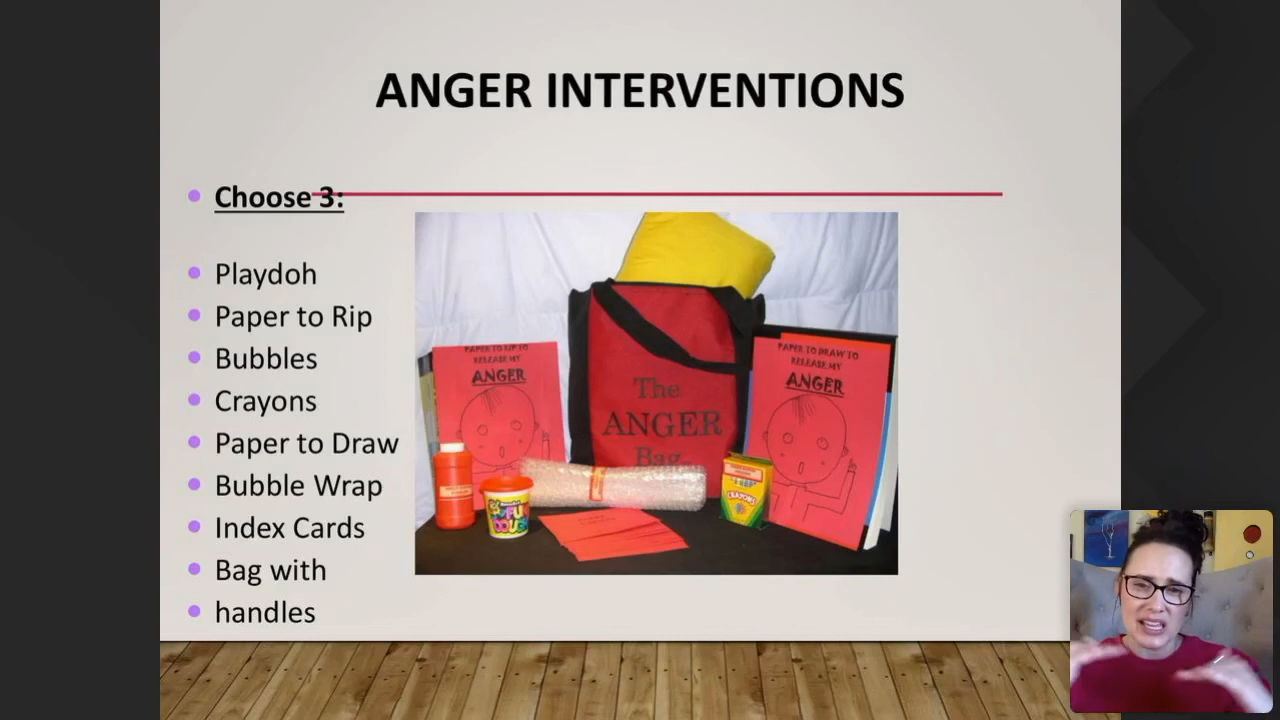 ANGER INTERVENTIONS
Choose 3:
Playdoh
Paper to Rip
Bubbles
Crayons
Paper to Draw
Bubble Wrap
Index Cards
Bag with
handles
PAPER TO RIP TO
RELEASE MY
ANGER
The
ANGER
Bag
PAPER TO DRAW TO
RELEASE MY
ANGER
CRAYONS